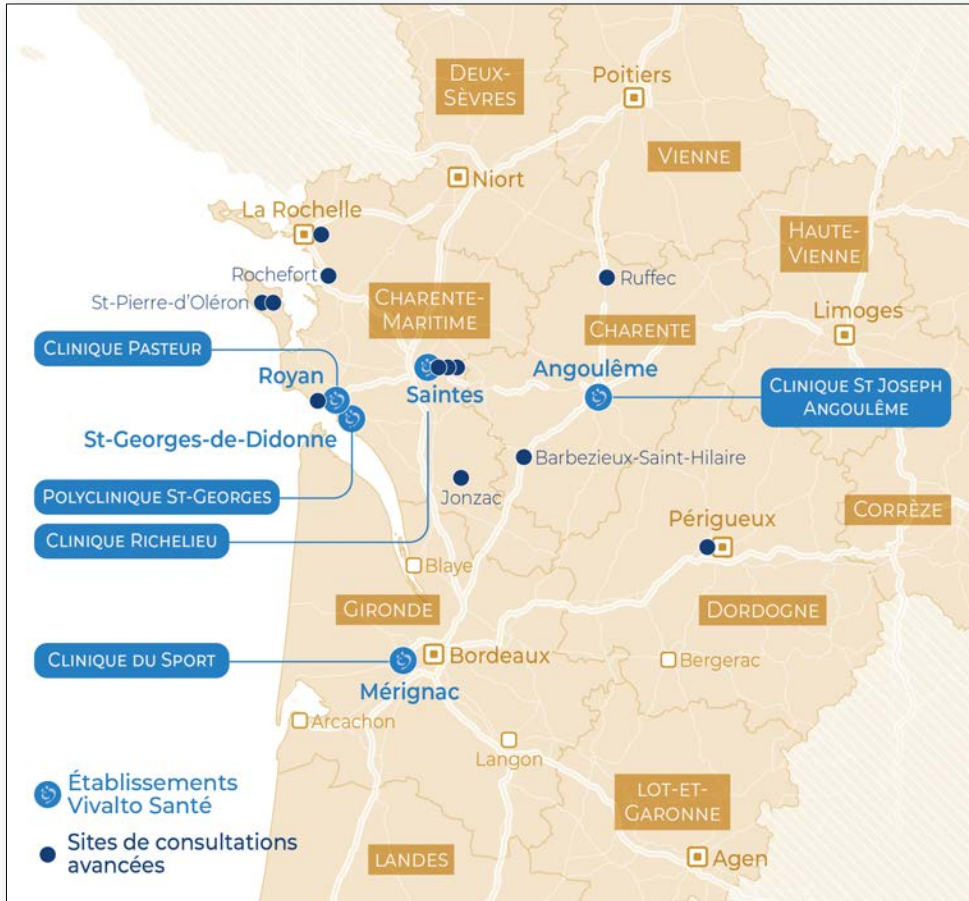 DEUX-
SÈVRES
Poitiers
VIENNE
Niort
La Rochelle
HAUTE-
VIENNE
Rochefort
Ruffec
St-Pierre-d'Oléron
CHARENTE-
MARITIME
Limoges
CHARENTE
CLINIQUE PASTEUR
Royan
Saintes
Angoulême
CLINIQUE ST JOSEPH
ANGOULÊME
St-Georges-de-Didonne
Barbezieux-Saint-Hilaire
Jonzac
POLYCLINIQUE ST-GEORGES
CORRÈZE
Périgueux
CLINIQUE RICHELIEU
Blaye
GIRONDE
DORDOGNE
CLINIQUE DU SPORT
Bordeaux
Bergerac
Mérignac
Arcachon
Langon
LOT-ET-
GARONNE
Établissements
Vivalto Santé
Sites de consultations
avancées
LANDES
Agen